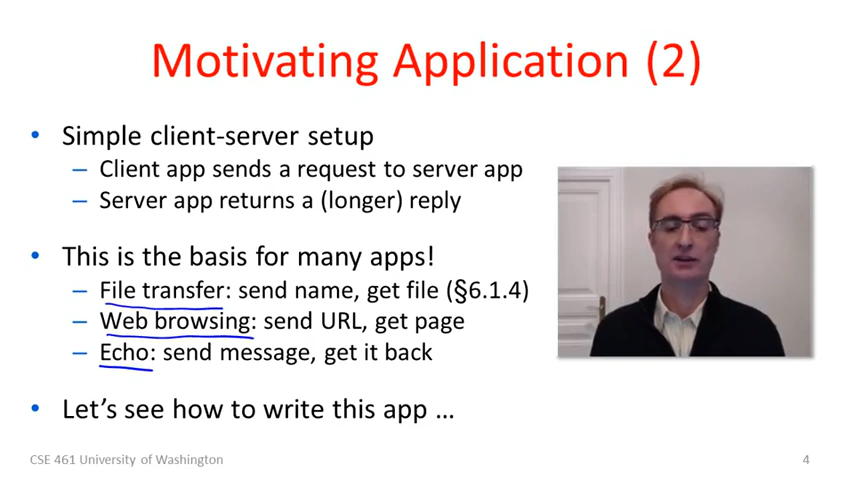 Motivating Application (2)
• Simple client-server setup
– Client app sends a request to server app
– Server app returns a (longer) reply
• This is the basis for many apps!
– File transfer: send name, get file (§6.1.4)
– Web browsing: send URL, get page
– Echo: send message, get it back
• Let’s see how to write this app …
CSE 461 University of Washington
4